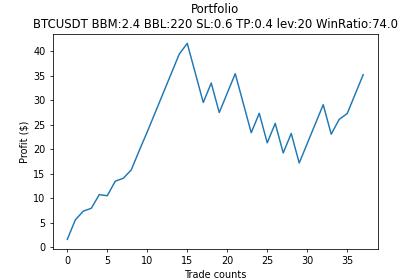 Portfolio
BTCUSDT BBM:2.4 BBL:220 SL:0.6 TP:0.4 lev:20 WinRatio:74.0
40
35
30
25
20
15
10
5
0
Profit ($)
0 5 10 15 20 25 30 35
Trade counts